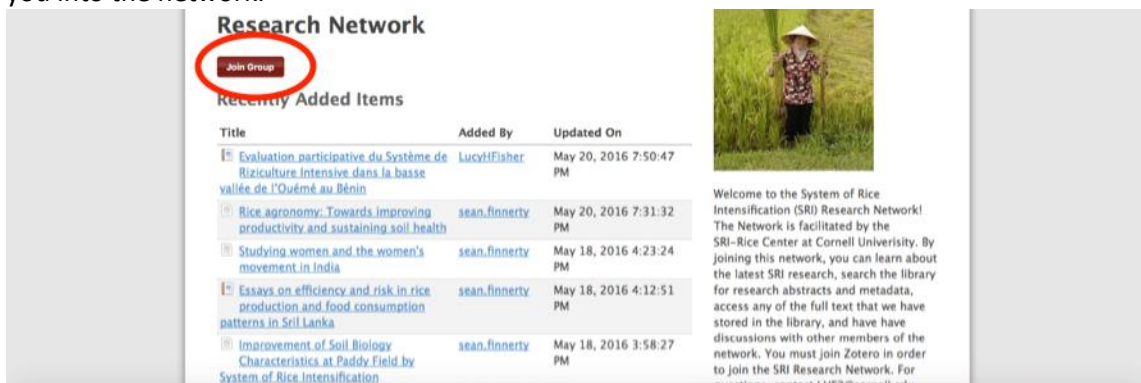 Research Network
Join Group
Recently Added Items
Title Added By Updated On
Evaluation participative du Système de LucyHFisher May 20, 2016 7:50:47
Riziculture Intensive dans la basse PM
vallée de l'Ouémé au Bénin
Rice agronomy: Towards improving sean.finnerty May 20, 2016 7:31:32
productivity and sustaining soil health PM
Studying women and the women's sean.finnerty May 18, 2016 4:23:24
movement in India PM
Essays on efficiency and risk in rice sean.finnerty May 18, 2016 4:12:51
production and food consumption PM
patterns in Sril Lanka
Improvement of Soil Biology sean.finnerty May 18, 2016 3:58:27
Characteristics at Paddy Field by PM
System of Rice Intensification
Welcome to the System of Rice
Intensification (SRI) Research Network!
The Network is facilitated by the
SRI-Rice Center at Cornell Univerisity. By
joining this network, you can learn about
the latest SRI research, search the library
for research abstracts and metadata,
access any of the full text that we have
stored in the library, and have have
discussions with other members of the
network. You must join Zotero in order
to join the SRI Research Network. For